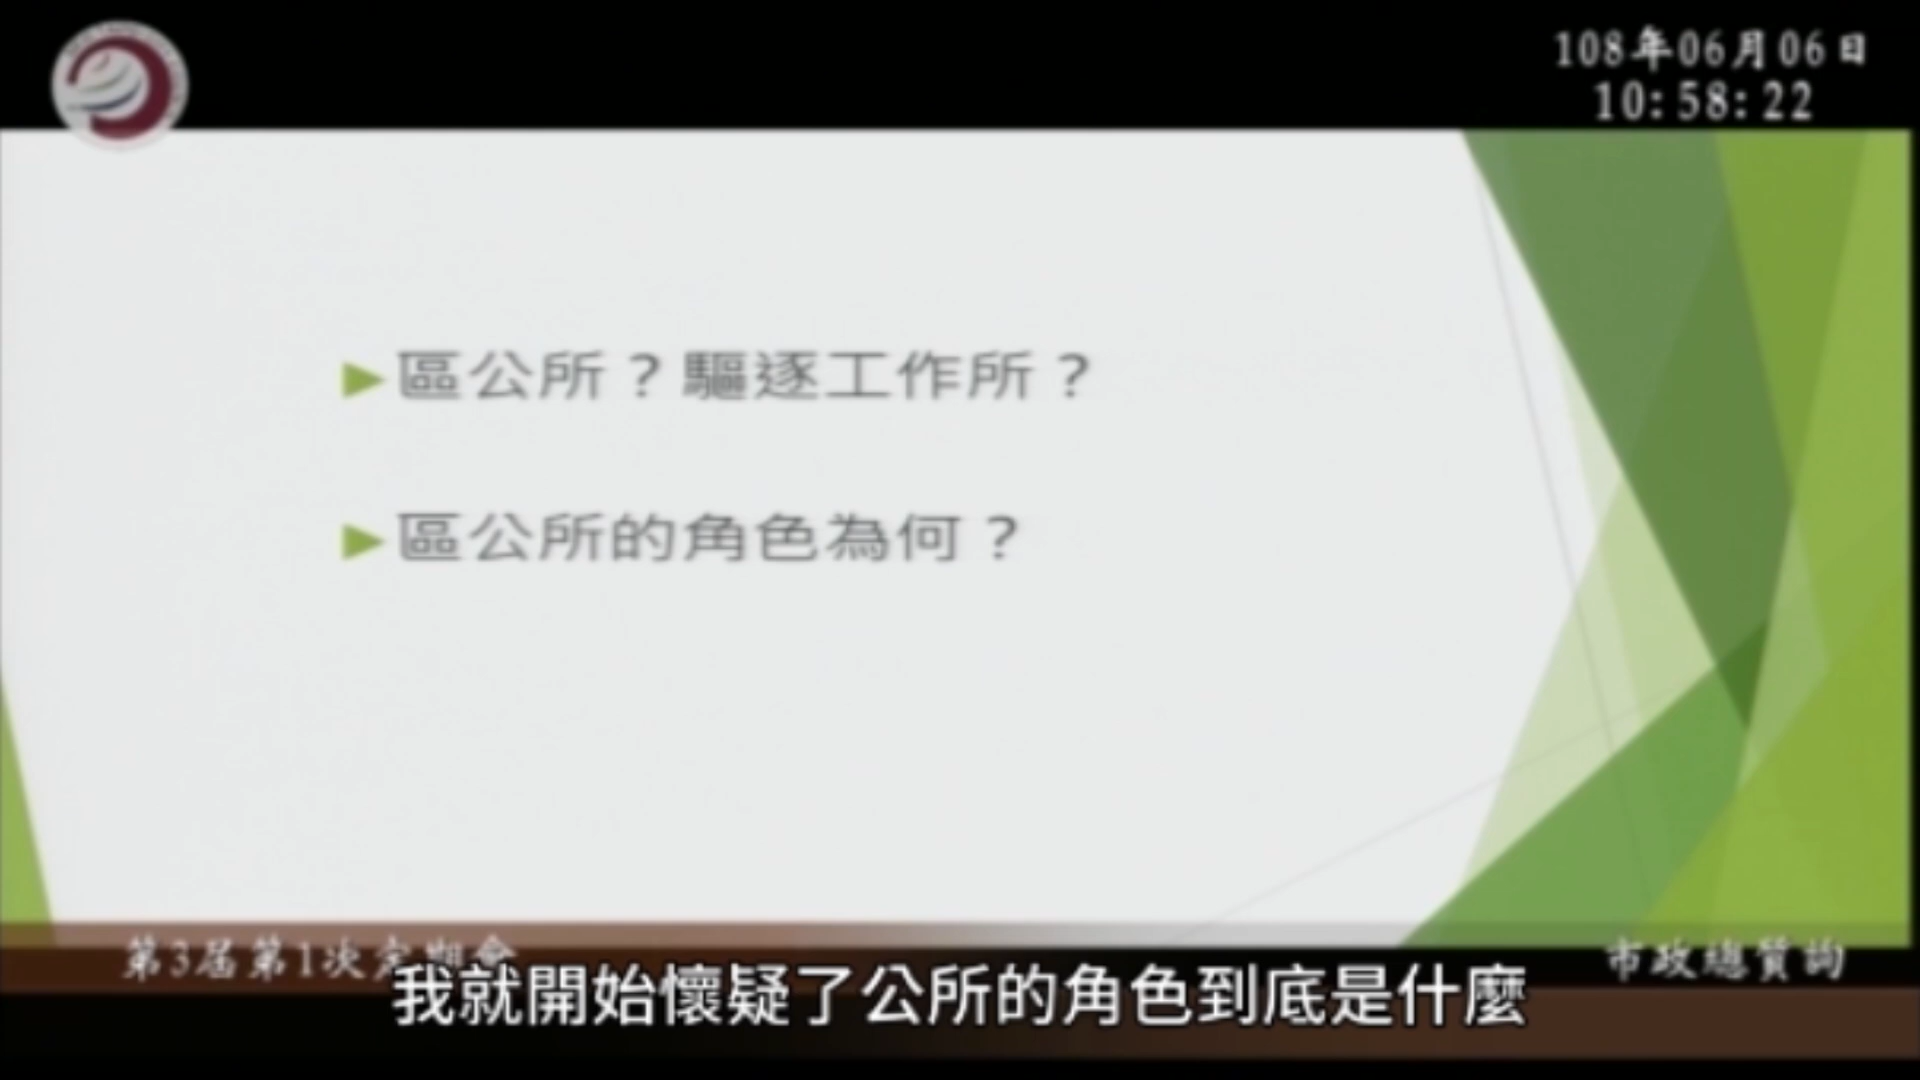 108年06月06日
10:58:22
區公所？驅逐工作所？
區公所的角色為何？
第3屆第1次定期會
市政總質詢
我就開始懷疑了公所的角色到底是什麼